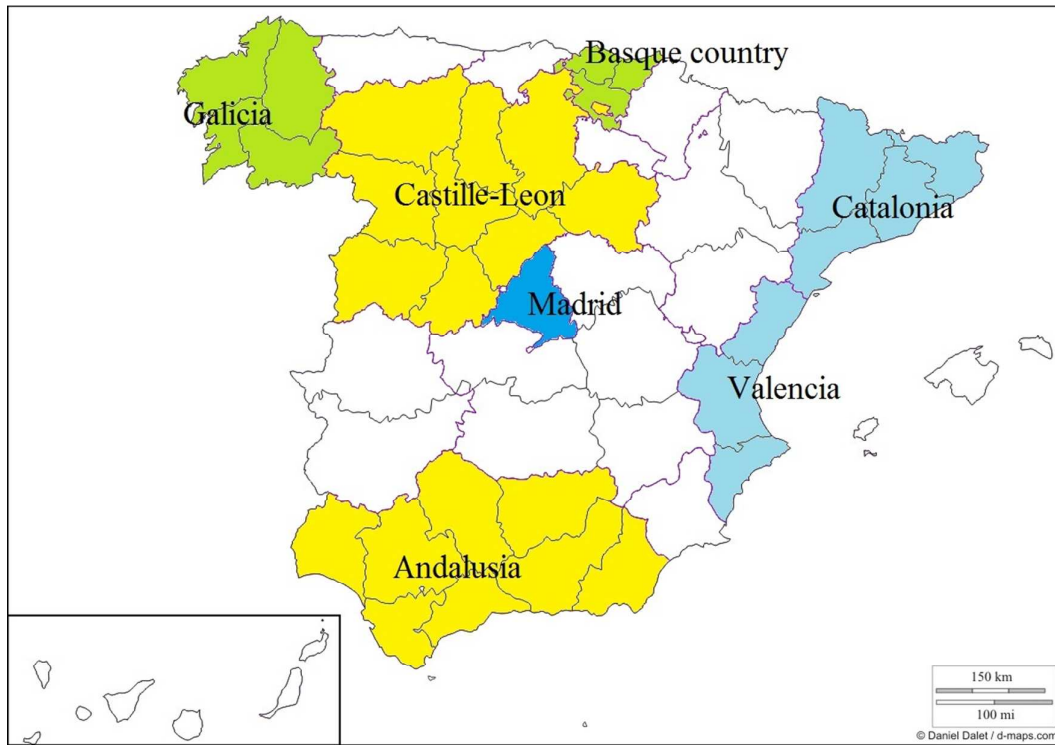 Basque country
Galicia
Castille-Leon
Catalonia
Madrid
Valencia
Andalusia
150 km
100 mi
© Daniel Dalet / d-maps.com